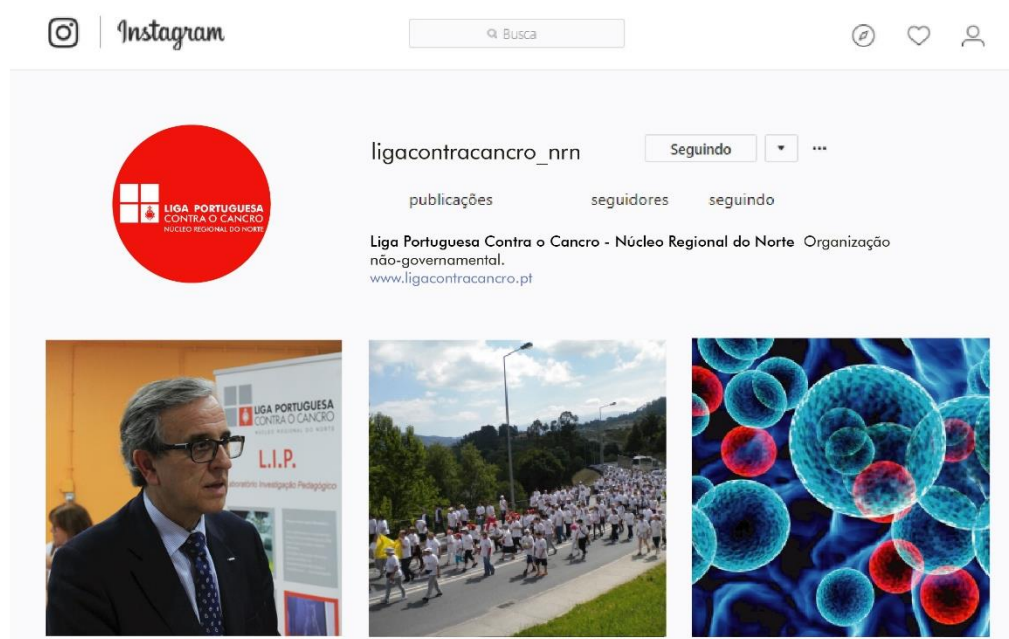 Instagram
Busca
ligacontracancro_nrn
Seguindo
...
publicações seguidores seguindo
Liga Portuguesa Contra o Cancro - Núcleo Regional do Norte Organização
não-governamental.
www.ligacontracancro.pt
LIGA PORTUGUESA
CONTRA O CANCRO
NÚCLEO REGIONAL DO NORTE
LIGA PORTUGUESA
CONTRA O CANCRO
NÚCLEO REGIONAL DO NORTE
L.I.P.
Laboratório Investigação Pedagógico